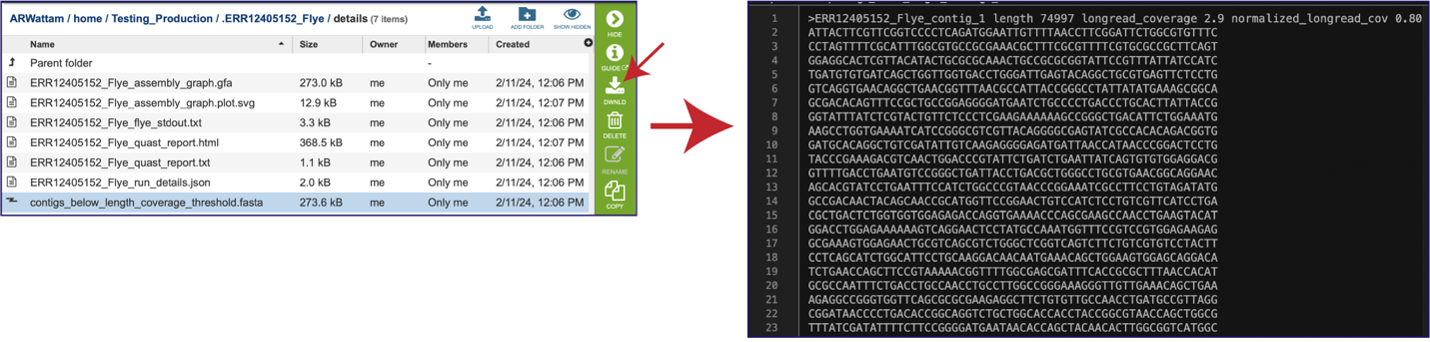 ARWattam / home / Testing_Production / .ERR12405152_Flye / details (7 items)
UPLOAD ADD FOLDER SHOW HIDDEN
Name Size Owner Members Created
Parent folder -
ERR12405152_Flye_assembly_graph.gfa 273.0 kB me Only me 2/11/24, 12:06 PM
ERR12405152_Flye_assembly_graph.plot.svg 12.9 kB me Only me 2/11/24, 12:07 PM
ERR12405152_Flye_flye_stdout.txt 3.3 kB me Only me 2/11/24, 12:06 PM
ERR12405152_Flye_quast_report.html 368.5 kB me Only me 2/11/24, 12:07 PM
ERR12405152_Flye_quast_report.txt 1.1 kB me Only me 2/11/24, 12:06 PM
ERR12405152_Flye_run_details.json 2.0 kB me Only me 2/11/24, 12:06 PM
contigs_below_length_coverage_threshold.fasta 273.6 kB me Only me 2/11/24, 12:06 PM
HIDE
GUIDE
DWNLD
DELETE
RENAME
COPY
1 >ERR12405152_Flye_contig_1 length 74997 longread_coverage 2.9 normalized_longread_cov 0.80
2 ATTACTTCGTTCGGTCCCCTCAGATGGAATTGTTTTAACCTTCGGATTCTGGCGTGTTTC
3 CCCTAGTTTTCGCATTTGGCGTGCCGCGAAACGCTTTCGCGTTTTCGTGCGCCGCTTCAGT
4 GGAGGCACTCGTTACATACTGCGCGCAAACTGCCGCGCGGTATTCCGTTTATTATCCATC
5 TGATGTGTGATCAGCTGGTTGGTGACCTGGGATTGAGTACAGGCTGCGTGAGTTCTCCTG
6 GTCAGGTGAACAGGCTGAACGGTTTAACGCCATTACCGGGCCTATTATATGAAAGCGGCA
7 GCGACACAGTTTCCCGCTGCCGGAGGGGATGAATCTGCCCCTGACCCTGCACTTATTACCG
8 GGTATTTATCTCGTACTGTTCTCCCTCGAAGAAAAAAGCCGGGCTGACATTCTGGAAATG
9 AAGCCTGGTGAAAATCATCCGGGCGTCGTTACAGGGGCGAGTATCGCCACACAGACGGTG
10 GATGCACAGGCTGTCGATATTGTCAAGAGGGGAGATGATTAACCATAACCCGGACTCCTG
11 TACCCGAAAGACGTCAACTGGACCCGTATTCTGATCTGAATTATCAGTGTGTGGAGGACG
12 GTTTTGACCTGAATGTCCGGGCTGATTACCTGACGCTGGGCCTGCGTGAACGGCAGGAAC
13 AGCACGTATCCTGAATTTCCATCTGGCCCGTAACCCGGAAATCGCCTTCCTGTAGATATG
14 GCCGACAACTACAGCAACCGCATGGTTCCGGAACTGTCCATCTCCTGTCGTTCATCCTGA
15 CGCTGACTCTGGTGGTGGAGAGACCAGGTGAAAACCCAGCGAAGCCAACCTGAAGTACAT
16 GGACCTGGAGAAAAAAGTCAGGAACTCCTATGCCAAATGGTTTCCGTCCGTGGAGAAGAG
17 GCGAAAGTGGAGAACTGCGTCAGCGTCTGGGCTCGGTCAGTCTTCTGTCGTGTCCTACTT
18 CCTCAGCATCTGGCATTCCTGCAAGGACAACAATGAAACAGCTGGAAGTGGAGCAGGACA
19 TCTGAACCAGCTTCCGTAAAAACGGTTTTGGCGAGCGATTTCACCGCGCTTTAACCACAT
20 GCGCCAATTTCTGACCTGCCAACCTGCCTTGGCCGGGAAAGGGTTGTTGAAACAGCTGAA
21 AGAGGCCGGGTGGTTCAGCGCGCGAAGAGGCTTCTGTGTTGCCAACCTGATGCCGTTAGG
22 CGGATAACCCCTGACACCGGCAGGTCTGCTGGCACCACCTACCGGCGTAACCAGCTGGCG
23 TTTATCGATATTTTCTTCCGGGGATGAATAACACCAGCTACAACACTTGGCGGTCATGGC